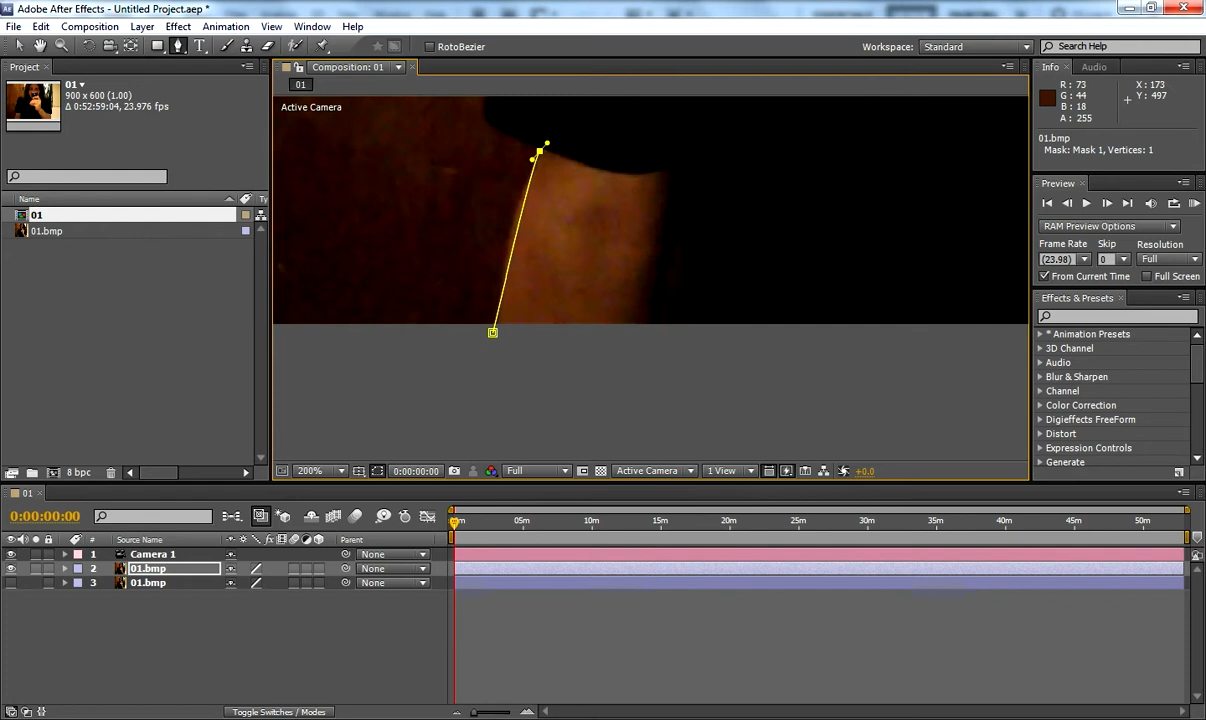 Adobe After Effects - Untitled Project.aep *
File Edit Composition Layer Effect Animation View Window Help
RotoBezier
Workspace: Standard
Search Help
Project
01
900 x 600 (1.00)
Δ 0:52:59:04, 23.976 fps
Name Ty
01
01.bmp
8 bpc
Composition: 01
01
Active Camera
200% 0:00:00:00 Full Active Camera 1 View +0.0
Info Audio
R: 73
G: 44
B: 18
A: 255
X: 173
Y: 497
01.bmp
Mask: Mask 1, Vertices: 1
Preview
RAM Preview Options
Frame Rate Skip Resolution
(23.98) 0 Full
From Current Time Full Screen
Effects & Presets
* Animation Presets
3D Channel
Audio
Blur & Sharpen
Channel
Color Correction
Digieffects FreeForm
Distort
Expression Controls
Generate
01
0:00:00:00
05m 10m 15m 20m 25m 30m 35m 40m 45m 50m
# Source Name Parent
1 Camera 1 None
2 01.bmp None
3 01.bmp None
Toggle Switches / Modes